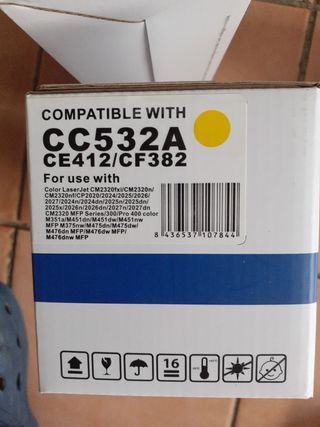 COMPATIBLE WITH
CC532A
CE412/CF382
For use with
Color LaserJet CM2320fxi/CM2320n/
CM2320nf/CP2020/2024/2025/2026/
2027/2024n/2024dn/2025n/2025dn/
2025x/2026n/2026dn/2027n/2027dn
CM2320 MFP Series/300/Pro 400 color
M351a/M451dn/M451dw/M451nw
MFP M375nw/M475dn/M475dw/
M476dn MFP/M476dw MFP/
M476dnw MFP
8 436537 107844
16